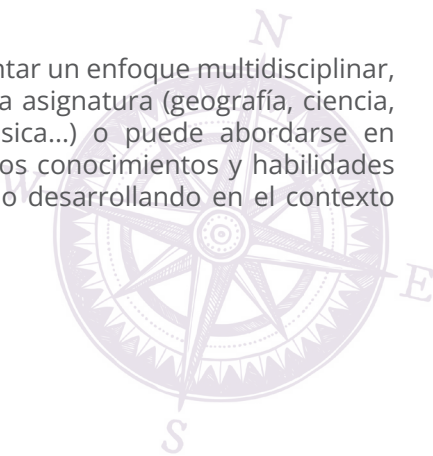 ntar un enfoque multidisciplinar,
a asignatura (geografía, ciencia,
sica...) o puede abordarse en
os conocimientos y habilidades
o desarrollando en el contexto
N
E
S